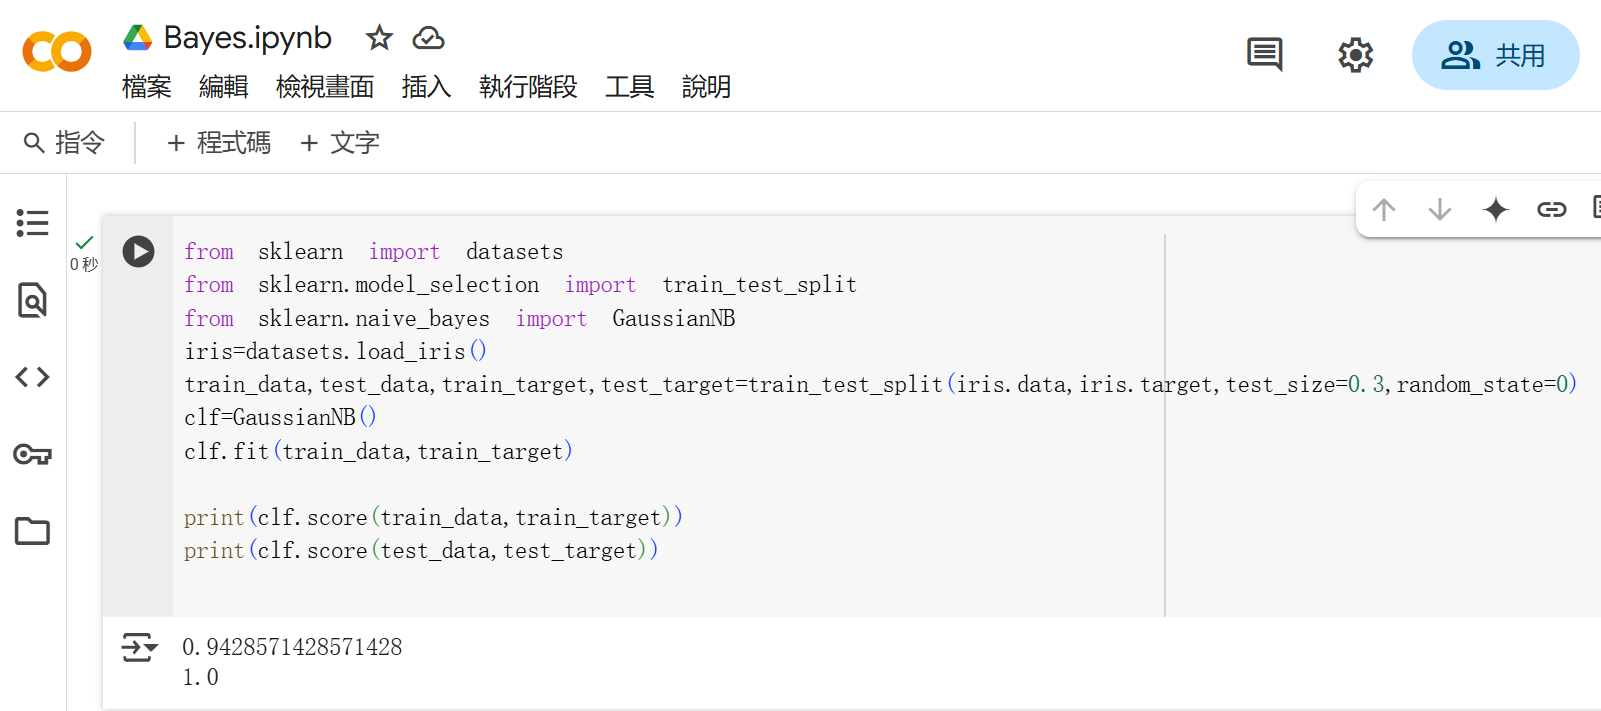 Bayes.ipynb
檔案 編輯 檢視畫面 插入 執行階段 工具 說明
共用
指令 + 程式碼 + 文字
0 秒
from sklearn import datasets
from sklearn.model_selection import train_test_split
from sklearn.naive_bayes import GaussianNB
iris=datasets.load_iris()
train_data,test_data,train_target,test_target=train_test_split(iris.data,iris.target,test_size=0.3,random_state=0)
clf=GaussianNB()
clf.fit(train_data,train_target)
print(clf.score(train_data,train_target))
print(clf.score(test_data,test_target))
0.9428571428571428
1.0